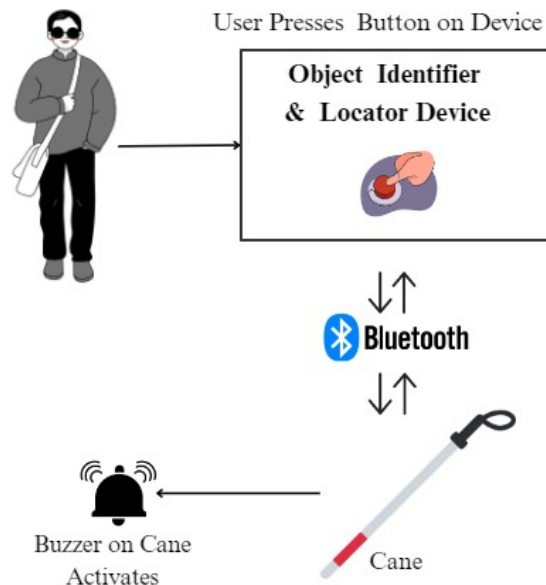 User Presses Button on Device
Object Identifier
& Locator Device
Bluetooth
Buzzer on Cane
Activates
Cane